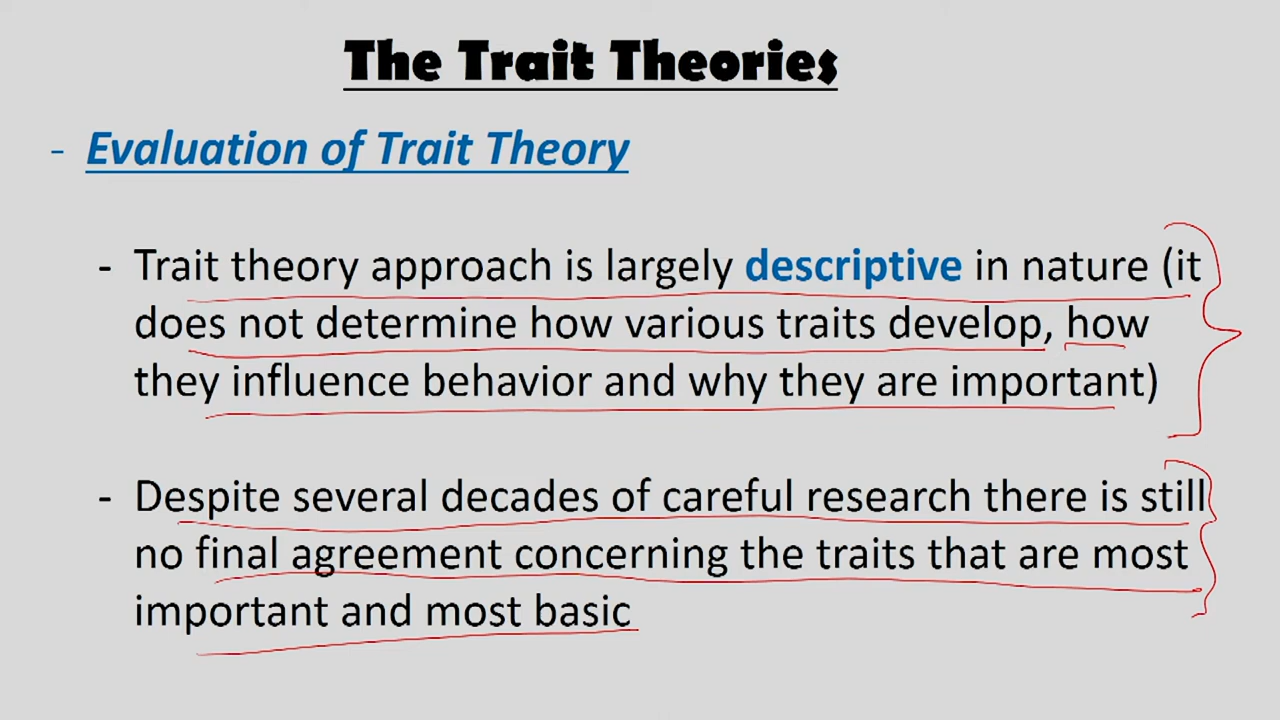 The Trait Theories
- Evaluation of Trait Theory
- Trait theory approach is largely descriptive in nature (it
does not determine how various traits develop, how
they influence behavior and why they are important)
- Despite several decades of careful research there is still
no final agreement concerning the traits that are most
important and most basic